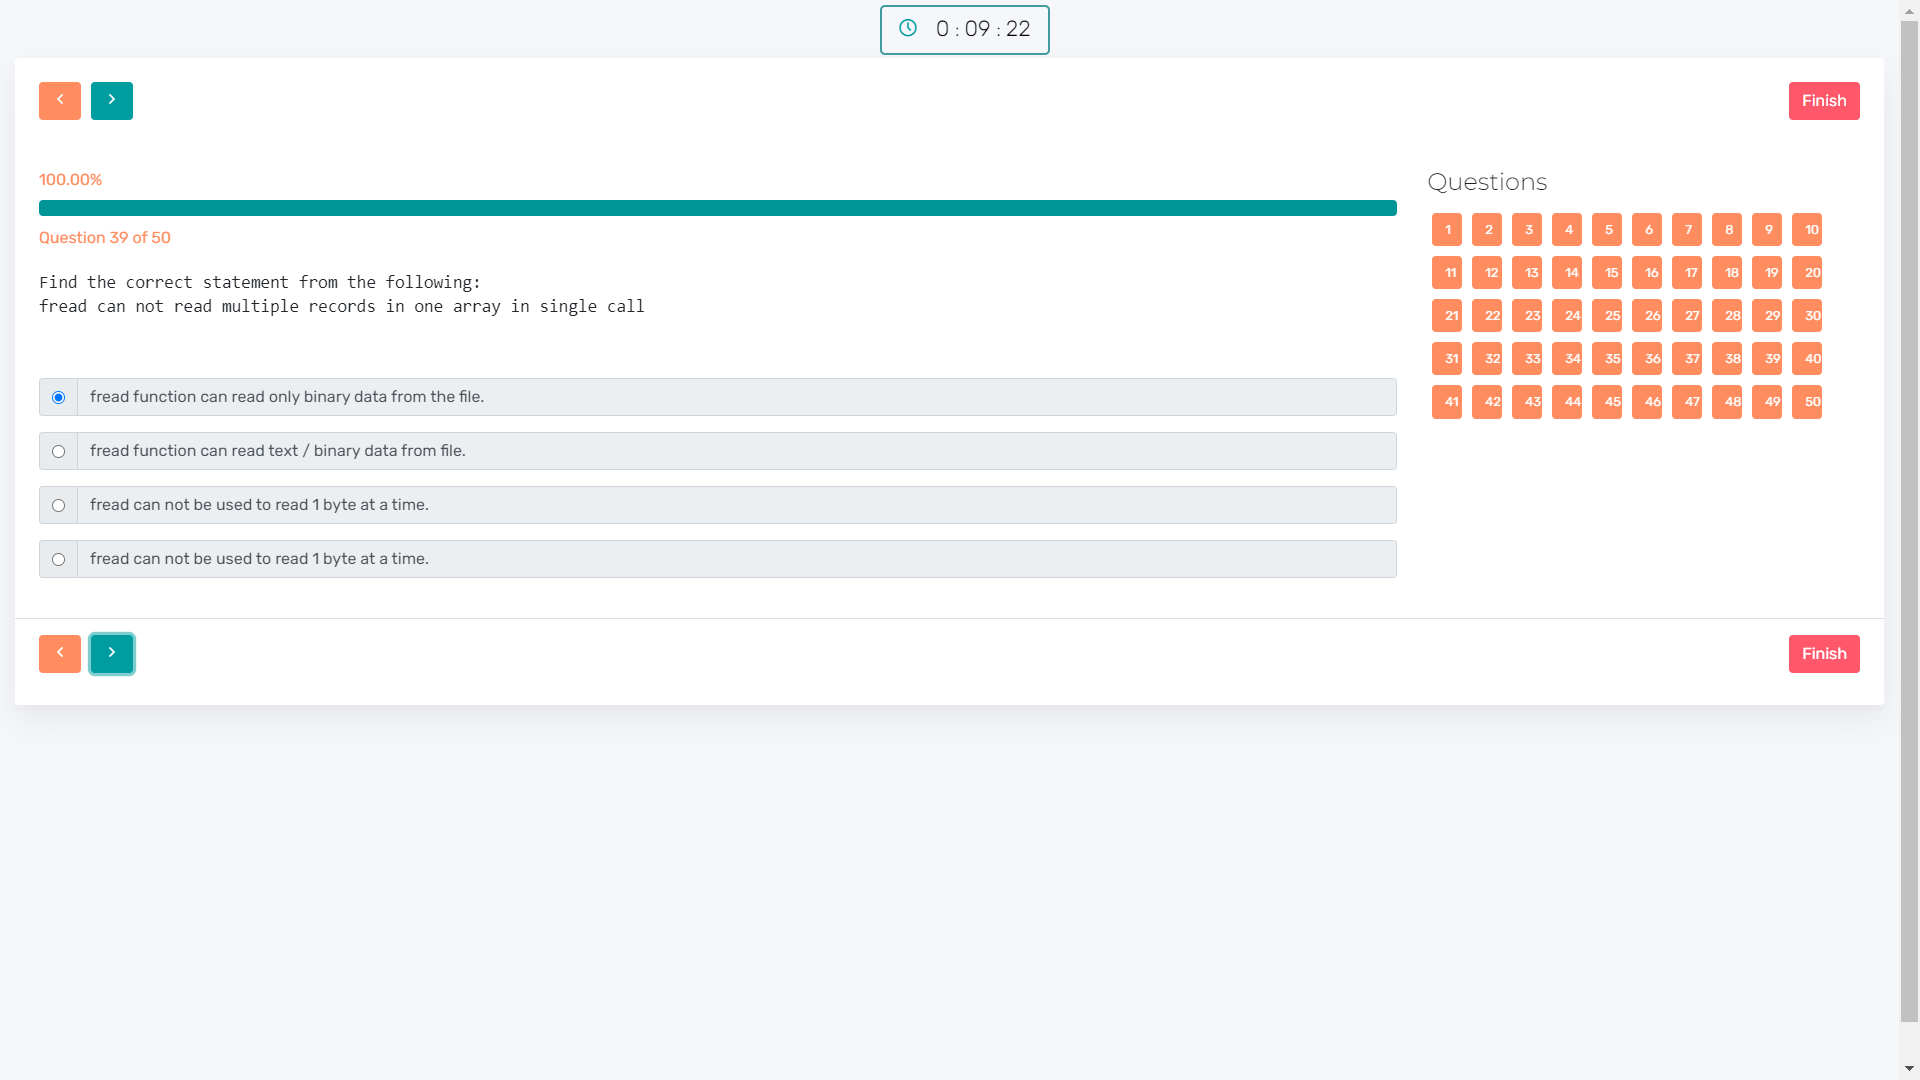 0 : 09 : 22
Finish
100.00%
Question 39 of 50
Find the correct statement from the following:
fread can not read multiple records in one array in single call
fread function can read only binary data from the file.
fread function can read text / binary data from file.
fread can not be used to read 1 byte at a time.
fread can not be used to read 1 byte at a time.
Questions
1 2 3 4 5 6 7 8 9 10
11 12 13 14 15 16 17 18 19 20
21 22 23 24 25 26 27 28 29 30
31 32 33 34 35 36 37 38 39 40
41 42 43 44 45 46 47 48 49 50
Finish